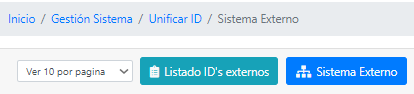 Inicio / Gestión Sistema / Unificar ID / Sistema Externo
Ver 10 por pagina Listado ID's externos Sistema Externo